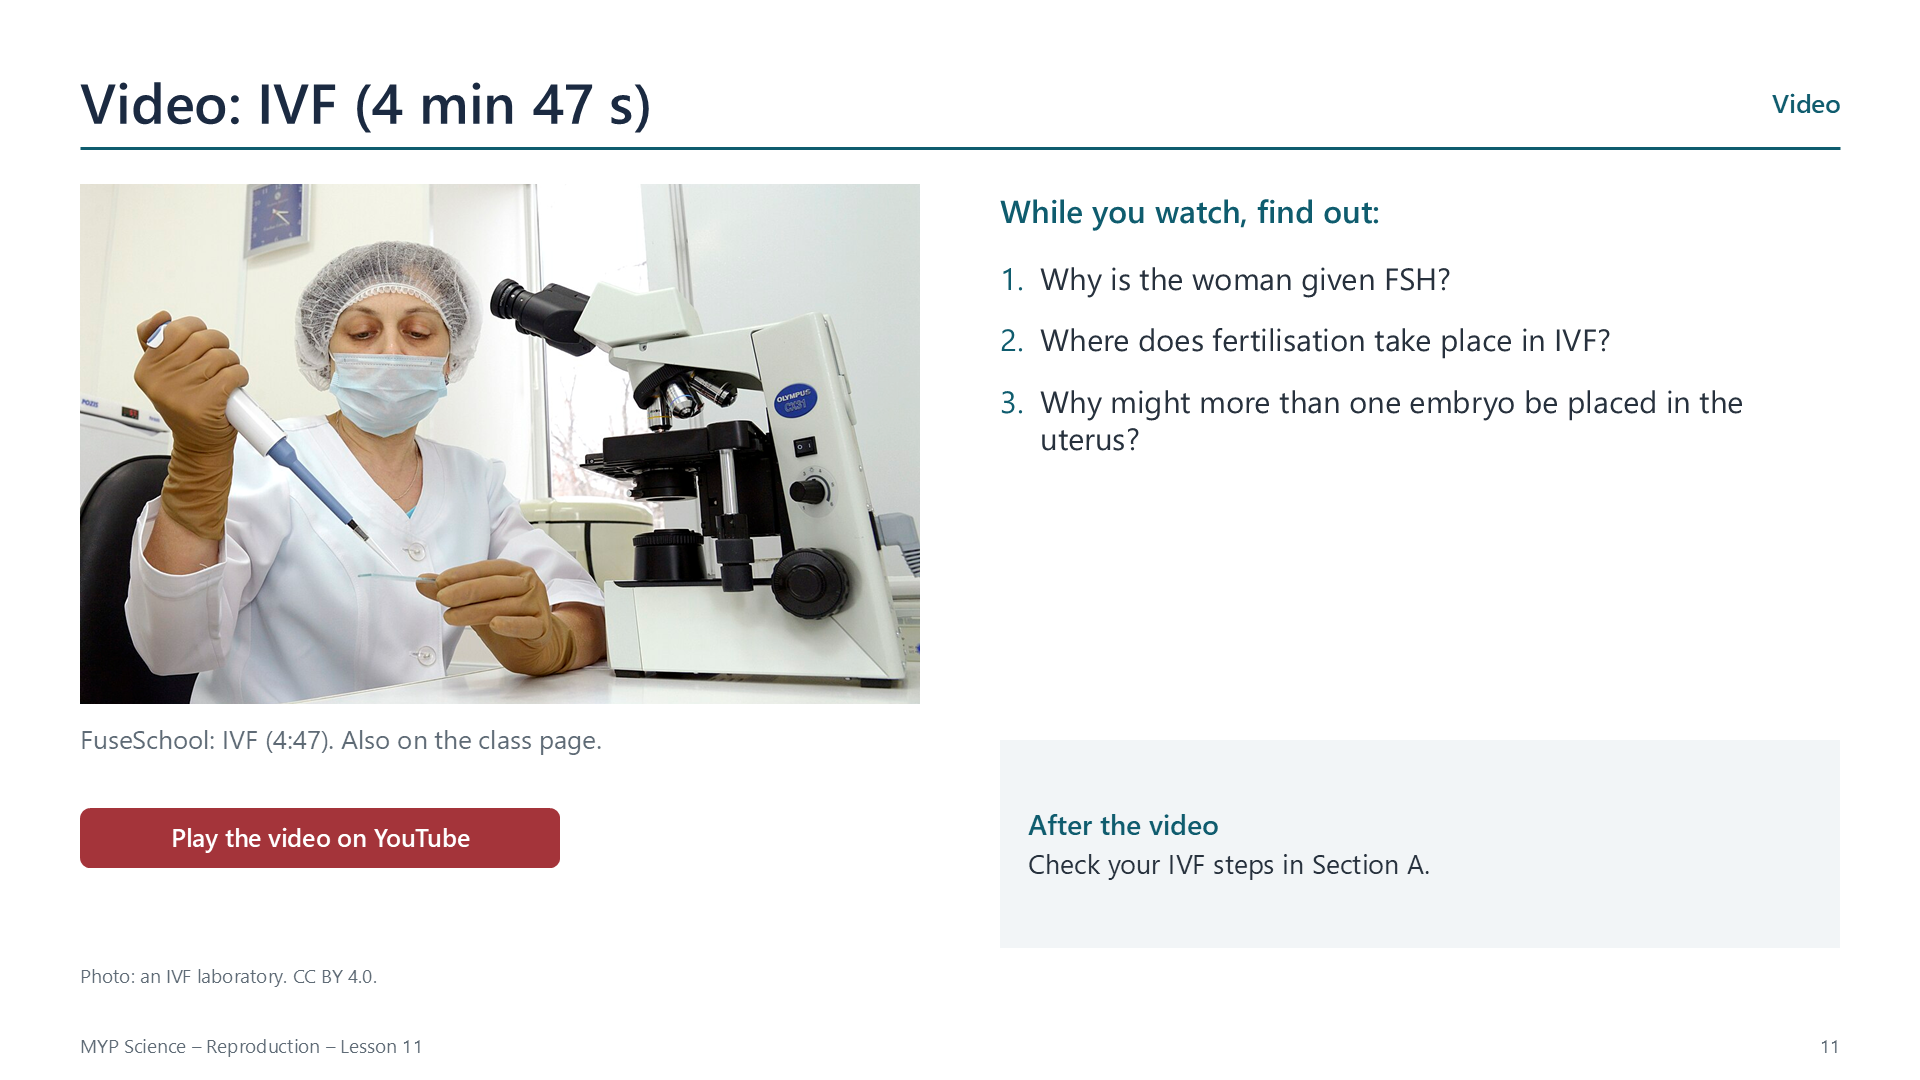 Video: IVF (4 min 47 s)
Video
POZIS
OLYMPUS
CX31
FuseSchool: IVF (4:47). Also on the class page.
Play the video on YouTube
Photo: an IVF laboratory. CC BY 4.0.
While you watch, find out:
1. Why is the woman given FSH?
2. Where does fertilisation take place in IVF?
3. Why might more than one embryo be placed in the
uterus?
After the video
Check your IVF steps in Section A.
MYP Science – Reproduction – Lesson 11
11